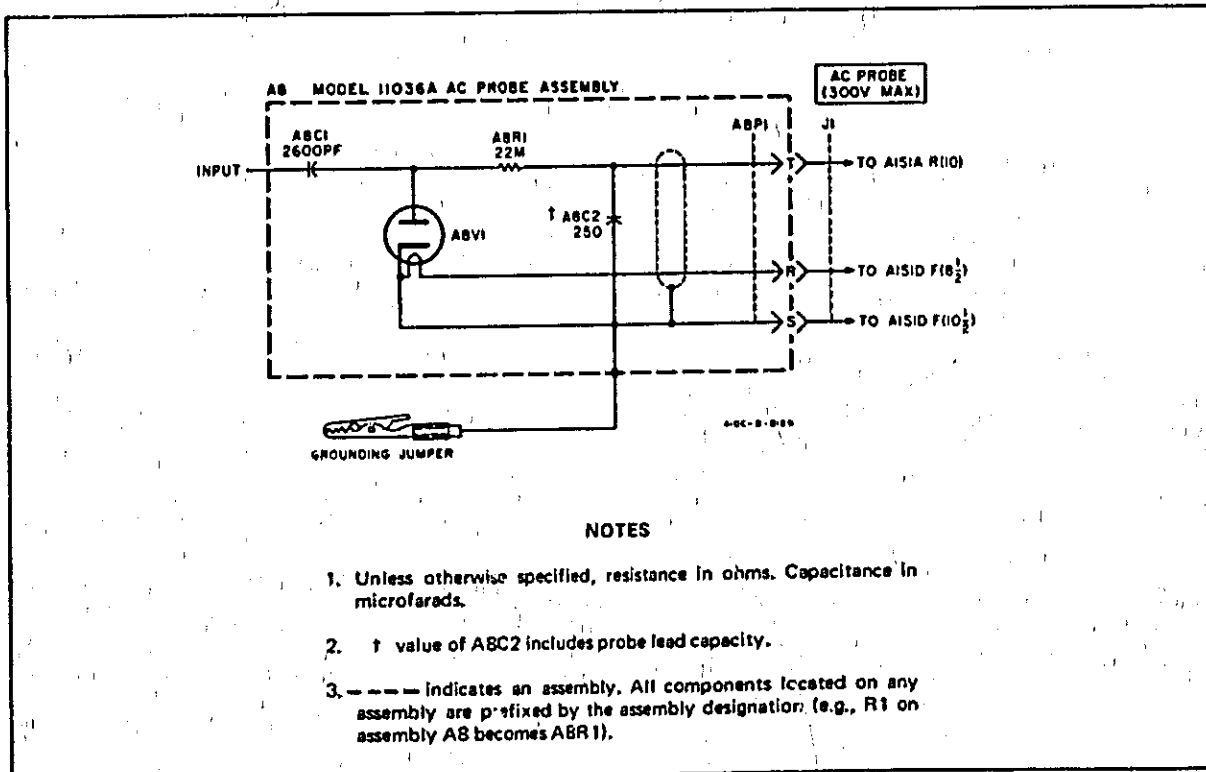 A8 MODEL 11036A AC PROBE ASSEMBLY
AC PROBE
(300V MAX)
A8C1
2600PF
A8R1
22M
A8P1
J1
INPUT
T
TO A1S1A R(10)
† A8C2
250
A8V1
R
TO A1S1D F(8½)
S
TO A1S1D F(10½)
GROUNDING JUMPER
NOTES
1. Unless otherwise specified, resistance in ohms. Capacitance in
microfarads.
2. † value of A8C2 includes probe lead capacity.
3. ----- indicates an assembly. All components located on any
assembly are prefixed by the assembly designation (e.g., R1 on
assembly A8 becomes A8R1).